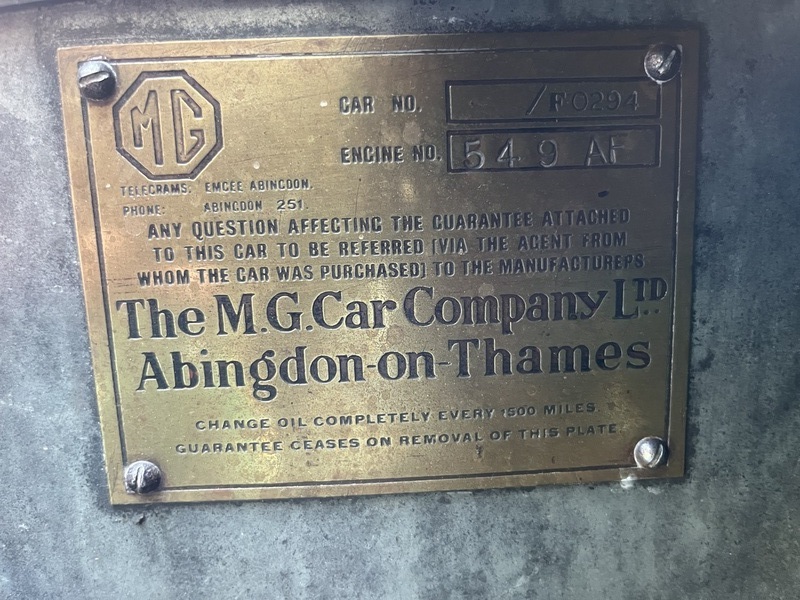 MG
CAR NO. /F0294
ENGINE NO. 549 AF
TELEGRAMS: EMCEE ABINGDON.
PHONE: ABINGDON 251.
ANY QUESTION AFFECTING THE GUARANTEE ATTACHED
TO THIS CAR TO BE REFERRED [VIA THE AGENT FROM
WHOM THE CAR WAS PURCHASED] TO THE MANUFACTURERS
The M.G. Car Company LTD.
Abingdon-on-Thames
CHANGE OIL COMPLETELY EVERY 1500 MILES.
GUARANTEE CEASES ON REMOVAL OF THIS PLATE.